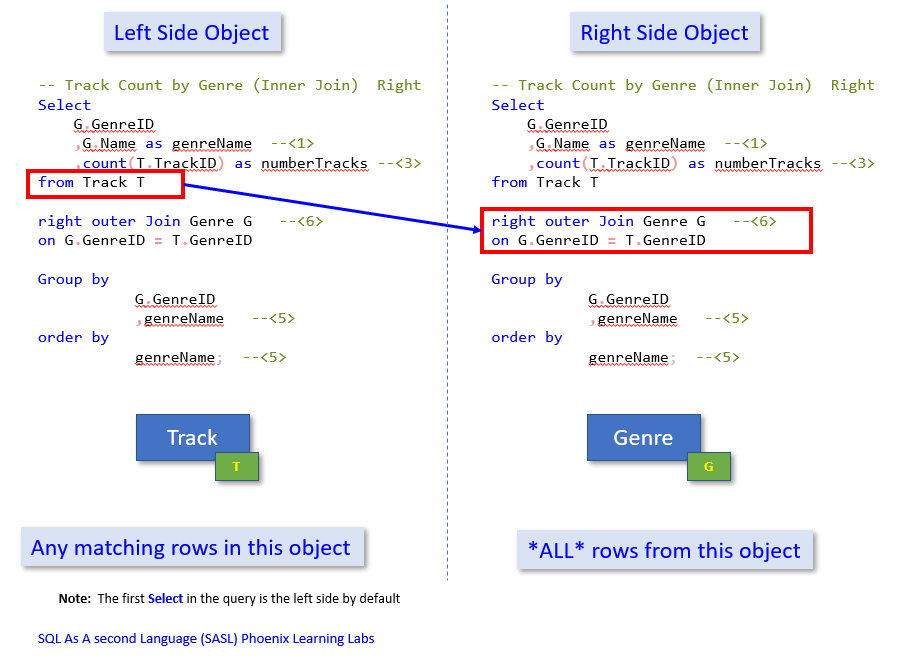 Left Side Object
-- Track Count by Genre (Inner Join)  Right
Select
    G.GenreID
    ,G.Name as genreName  --<1>
    ,count(T.TrackID) as numberTracks --<3>
from Track T
right outer Join Genre G   --<6>
on G.GenreID = T.GenreID
Group by
    G.GenreID
    ,genreName   --<5>
order by
    genreName;  --<5>
Track
T
Any matching rows in this object
Right Side Object
-- Track Count by Genre (Inner Join)  Right
Select
    G.GenreID
    ,G.Name as genreName  --<1>
    ,count(T.TrackID) as numberTracks --<3>
from Track T
right outer Join Genre G   --<6>
on G.GenreID = T.GenreID
Group by
    G.GenreID
    ,genreName   --<5>
order by
    genreName;  --<5>
Genre
G
*ALL* rows from this object
Note:  The first Select in the query is the left side by default
SQL As A second Language (SASL) Phoenix Learning Labs